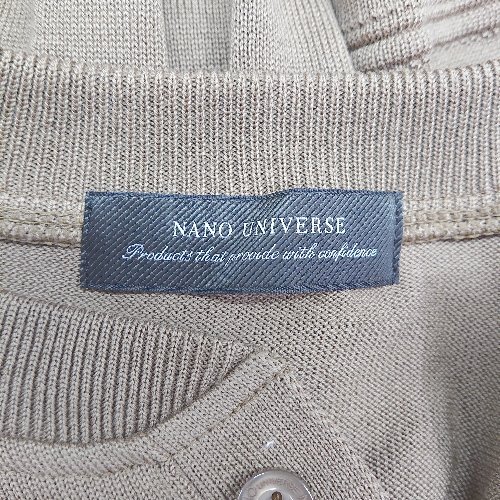 NANO UNIVERSE
Products that provide with confidence